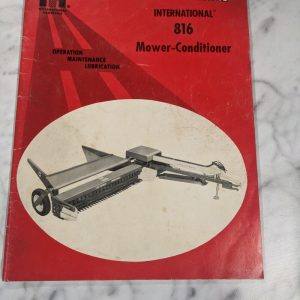 INTERNATIONAL
816
Mower-Conditioner
OPERATION
MAINTENANCE
LUBRICATION